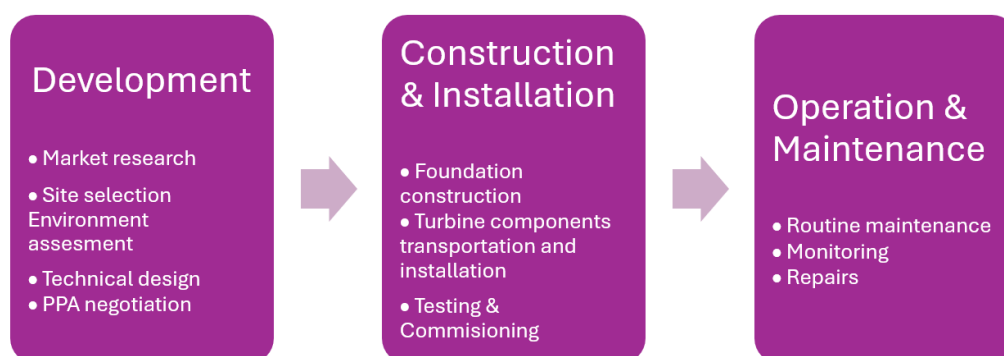 Development
• Market research
• Site selection
Environment
assesment
• Technical design
• PPA negotiation
Construction
& Installation
• Foundation
construction
• Turbine components
transportation and
installation
• Testing &
Commisioning
Operation &
Maintenance
• Routine maintenance
• Monitoring
• Repairs